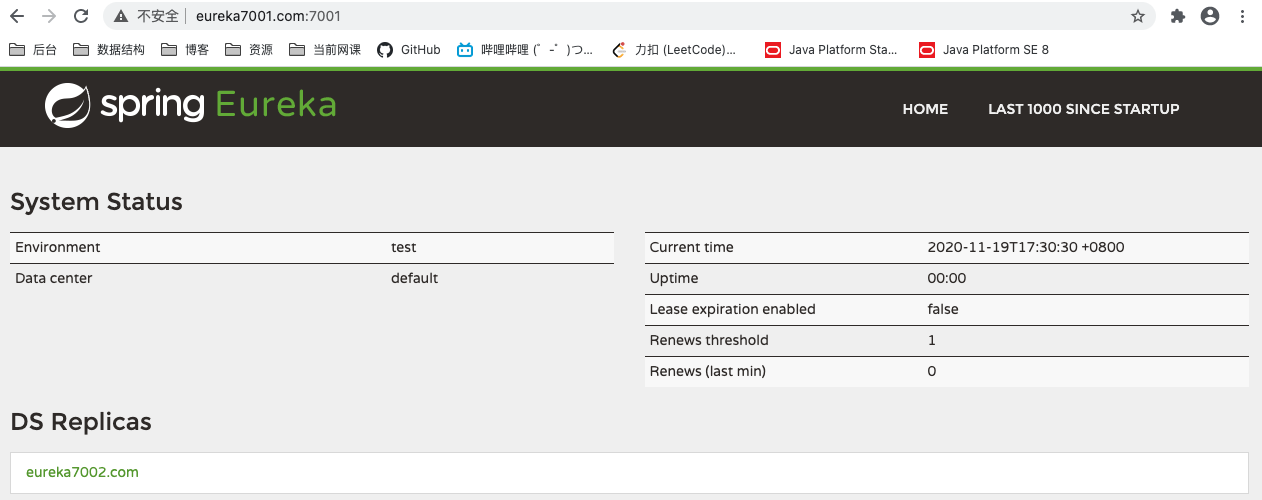 不安全 eureka7001.com:7001
后台 数据结构 博客 资源 当前网课 GitHub 哔哩哔哩 (゜-゜)つ... 力扣 (LeetCode)... Java Platform Sta... Java Platform SE 8
spring Eureka HOME LAST 1000 SINCE STARTUP
System Status
Environment test Current time 2020-11-19T17:30:30 +0800
Data center default Uptime 00:00
Lease expiration enabled false
Renews threshold 1
Renews (last min) 0
DS Replicas
eureka7002.com